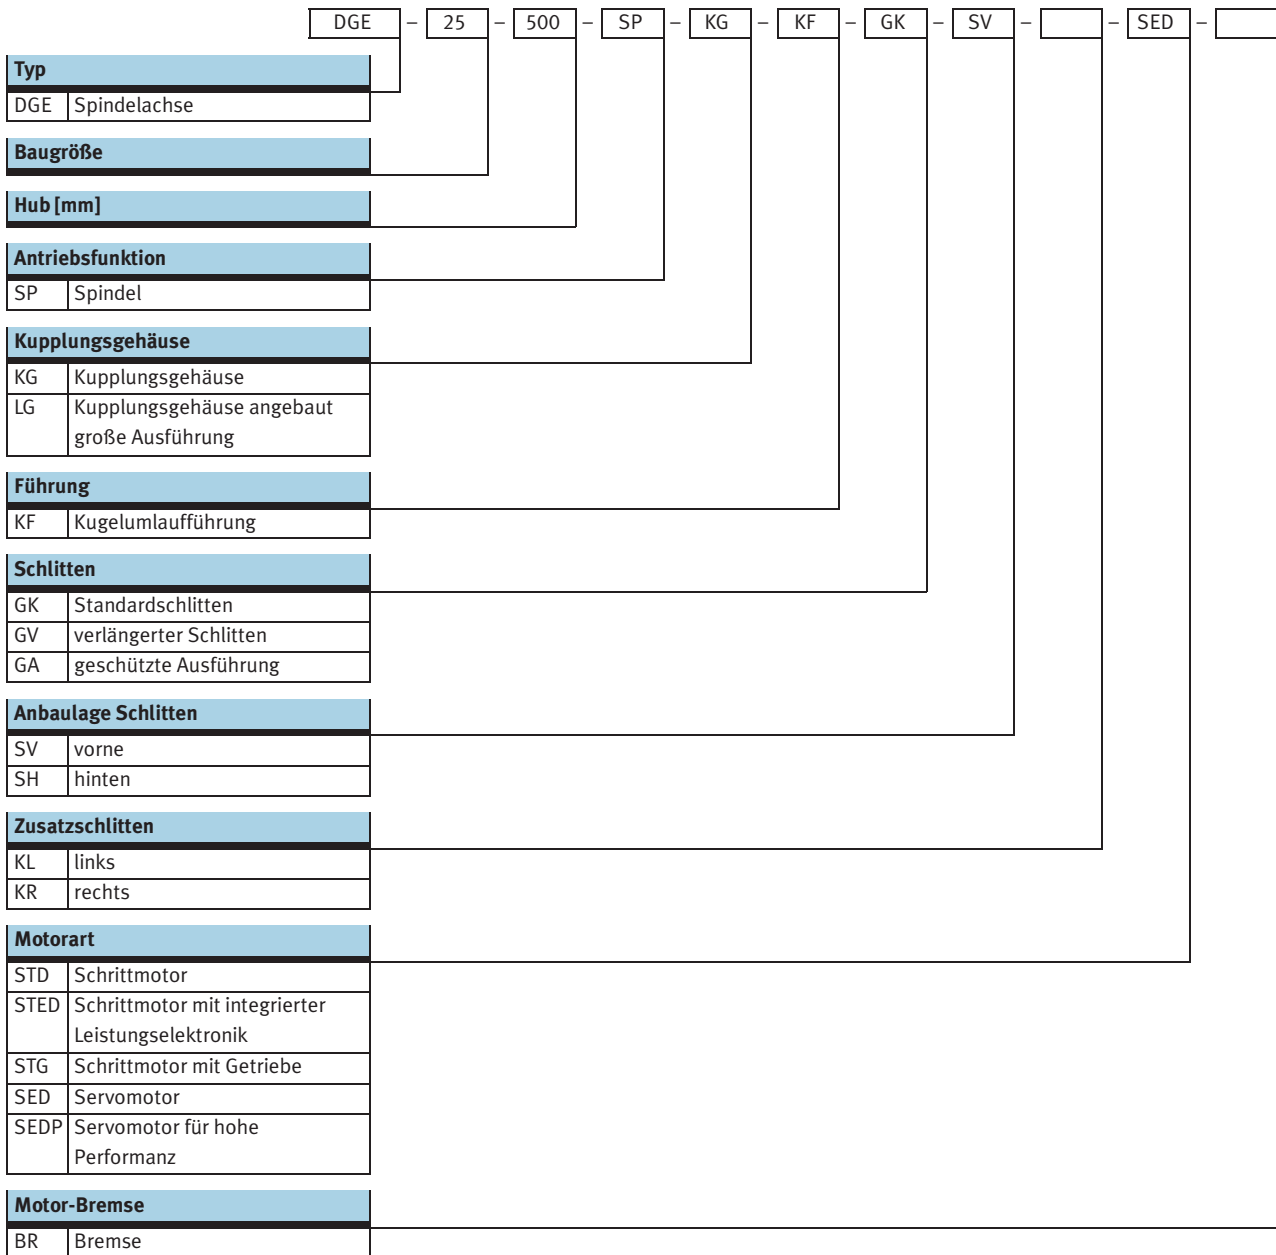 DGE – 25 – 500 – SP – KG – KF – GK – SV – – SED –
Typ
DGE Spindelachse
Baugröße
Hub [mm]
Antriebsfunktion
SP Spindel
Kupplungsgehäuse
KG Kupplungsgehäuse
LG Kupplungsgehäuse angebaut
große Ausführung
Führung
KF Kugelumlaufführung
Schlitten
GK Standardschlitten
GV verlängerter Schlitten
GA geschützte Ausführung
Anbaulage Schlitten
SV vorne
SH hinten
Zusatzschlitten
KL links
KR rechts
Motorart
STD Schrittmotor
STED Schrittmotor mit integrierter
Leistungselektronik
STG Schrittmotor mit Getriebe
SED Servomotor
SEDP Servomotor für hohe
Performanz
Motor-Bremse
BR Bremse